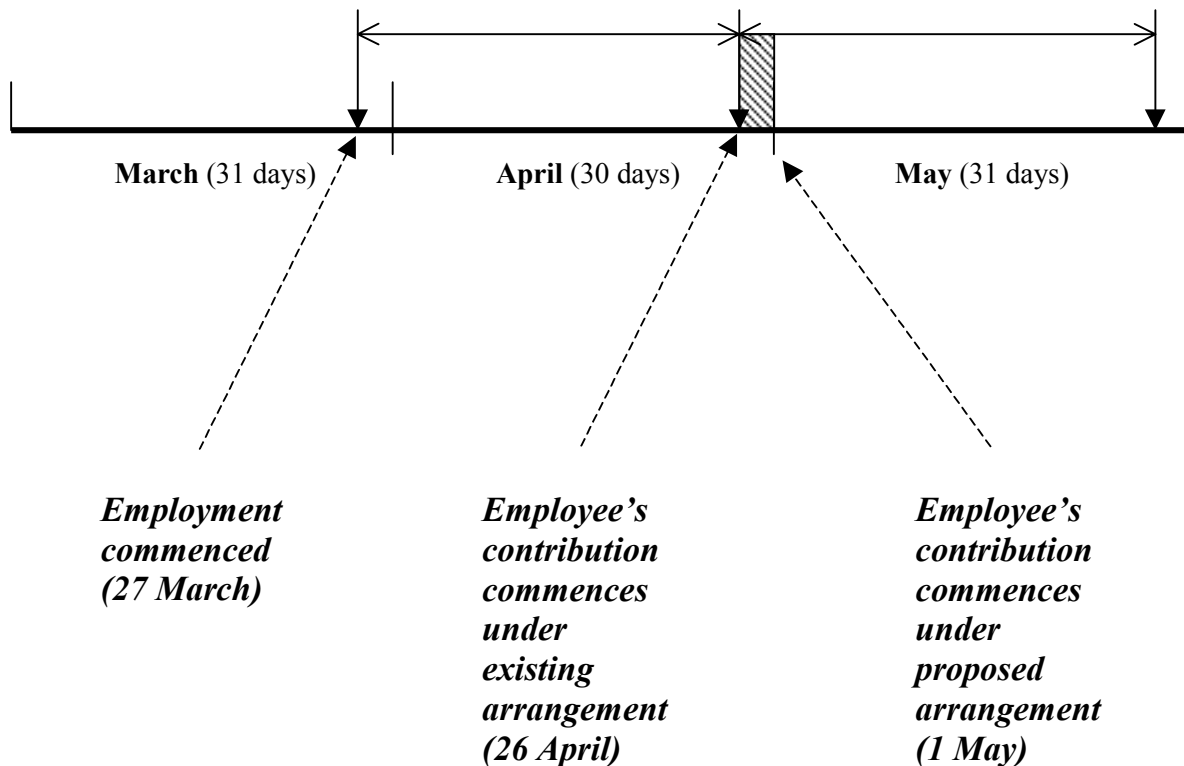 March (31 days)
April (30 days)
May (31 days)
Employment
commenced
(27 March)
Employee’s
contribution
commences
under
existing
arrangement
(26 April)
Employee’s
contribution
commences
under
proposed
arrangement
(1 May)